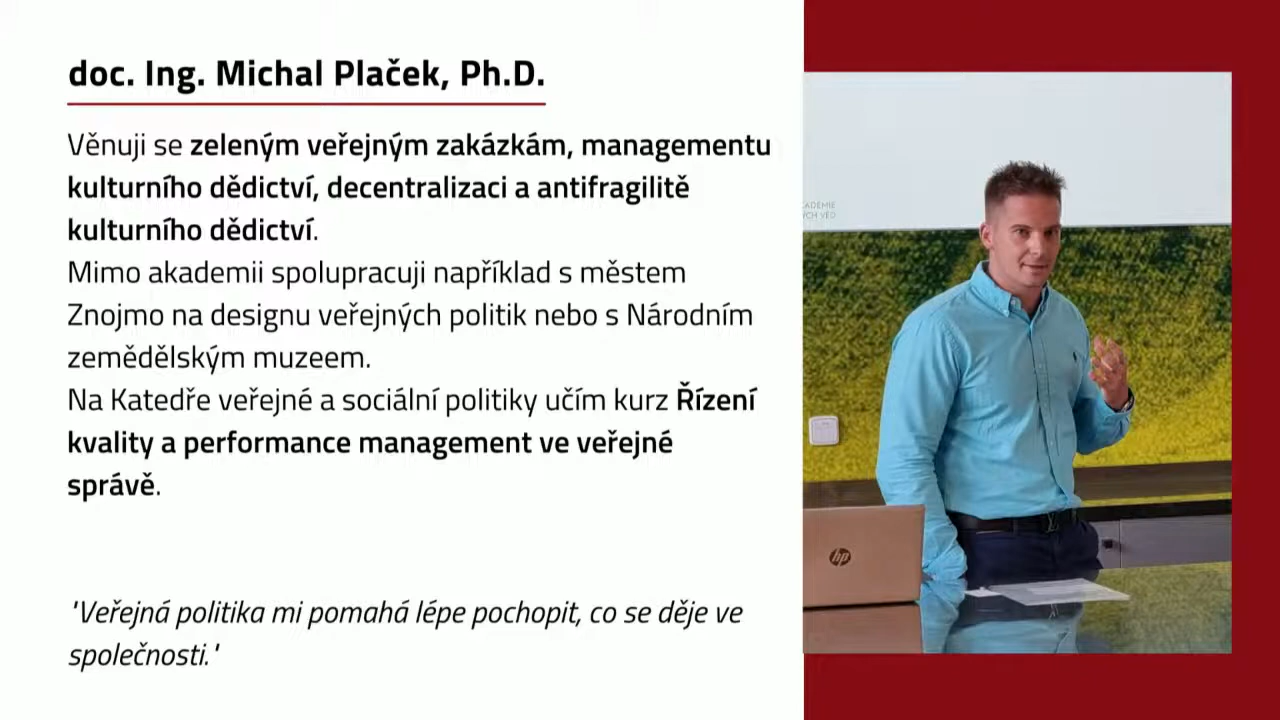 doc. Ing. Michal Plaček, Ph.D.
Věnuji se zeleným veřejným zakázkám, managementu
kulturního dědictví, decentralizaci a antifragilitě
kulturního dědictví.
Mimo akademii spolupracuji například s městem
Znojmo na designu veřejných politik nebo s Národním
zemědělským muzeem.
Na Katedře veřejné a sociální politiky učím kurz Řízení
kvality a performance management ve veřejné
správě.
'Veřejná politika mi pomahá lépe pochopit, co se děje ve
společnosti.'
ADEMIE
CH VĚD
hp